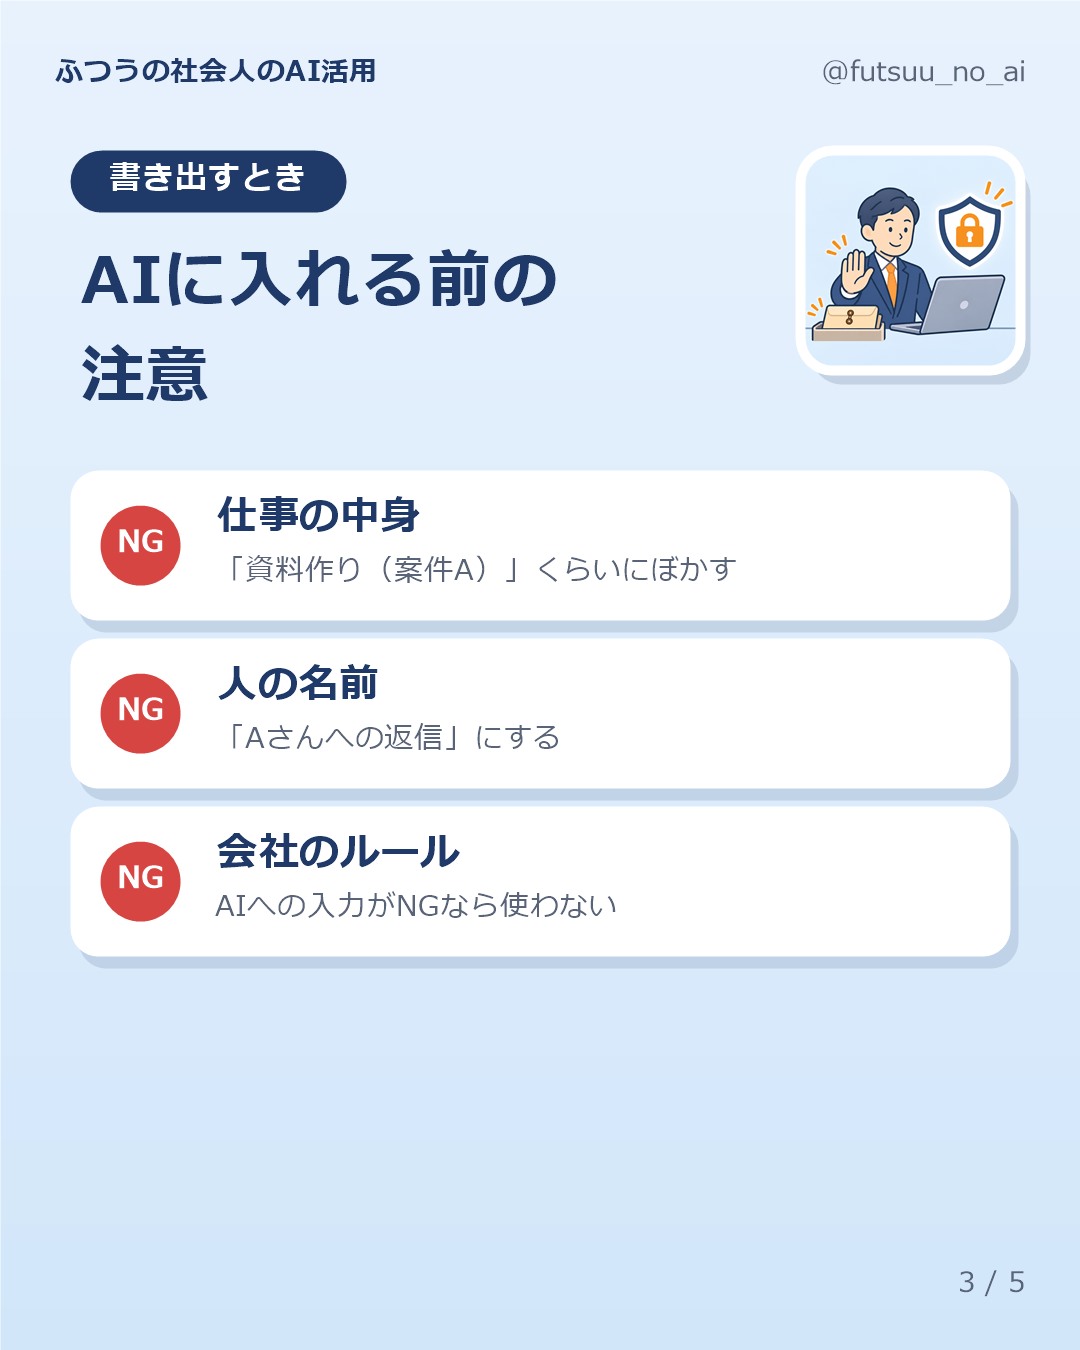 ふつうの社会人のAI活用
@futsuu_no_ai
書き出すとき
AIに入れる前の
注意
NG
仕事の中身
「資料作り（案件A）」くらいにぼかす
NG
人の名前
「Aさんへの返信」にする
NG
会社のルール
AIへの入力がNGなら使わない
3 / 5